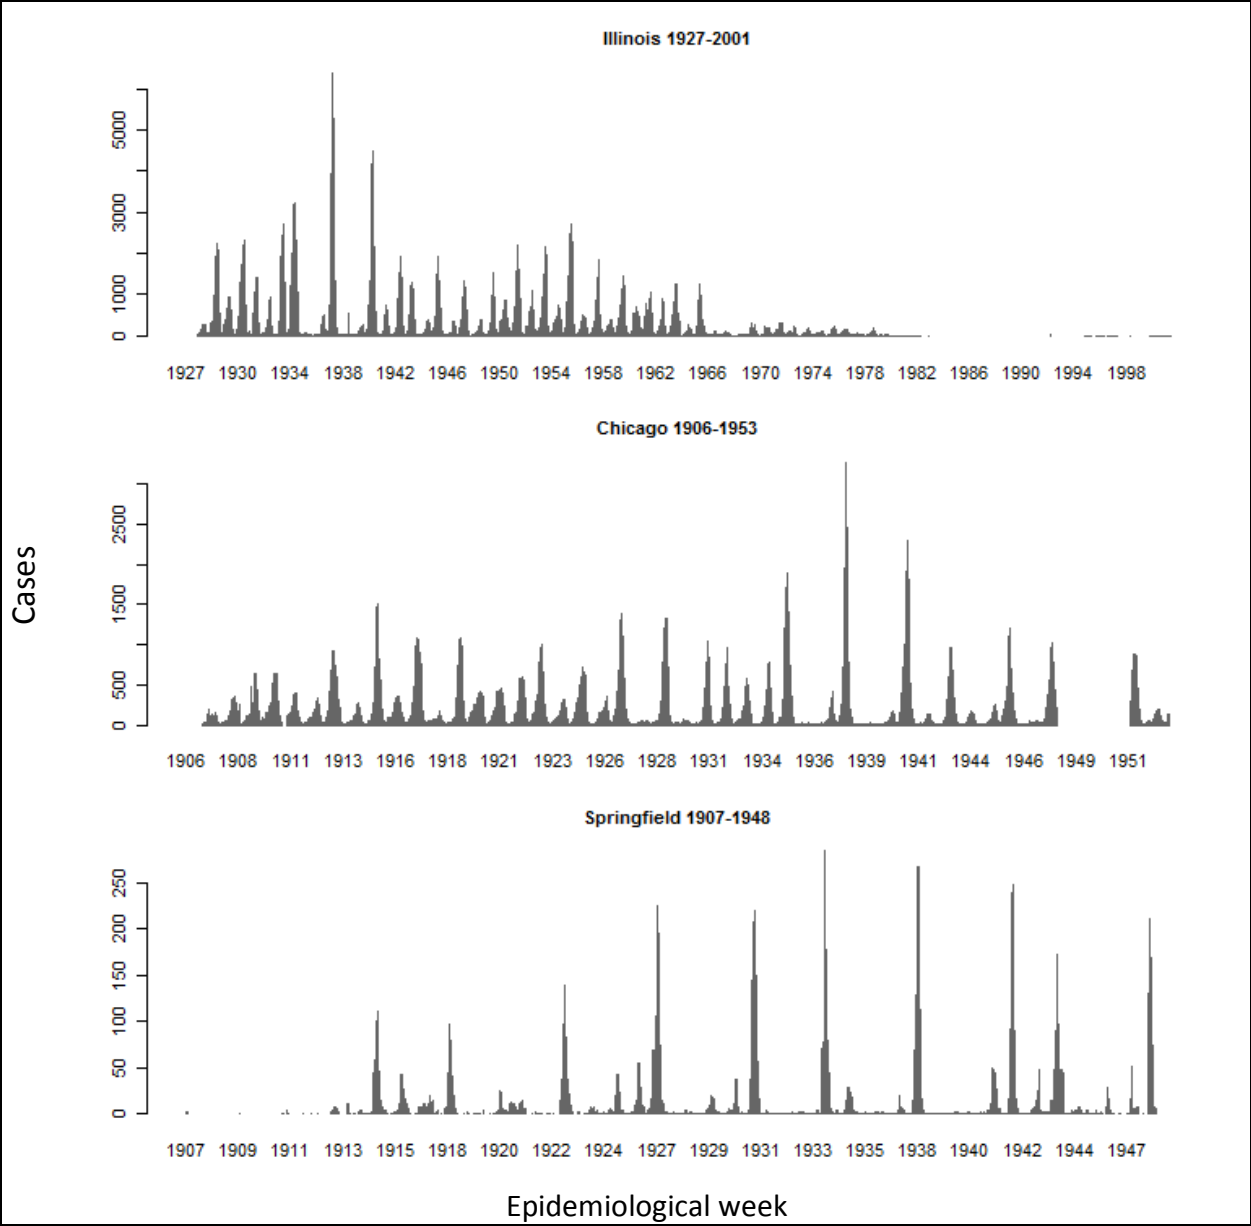 Illinois 1927-2001
5000
3000
1000
0
1927 1930 1934 1938 1942 1946 1950 1954 1958 1962 1966 1970 1974 1978 1982 1986 1990 1994 1998
Chicago 1906-1953
2500
1500
500
0
1906 1908 1911 1913 1916 1918 1921 1923 1926 1928 1931 1934 1936 1939 1941 1944 1946 1949 1951
Cases
Springfield 1907-1948
250
200
150
100
50
0
1907 1909 1911 1913 1915 1918 1920 1922 1924 1927 1929 1931 1933 1935 1938 1940 1942 1944 1947
Epidemiological week